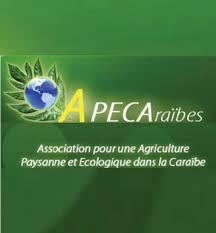 APECAraïbes
Association pour une Agriculture
Paysanne et Ecologique dans la Caraïbe